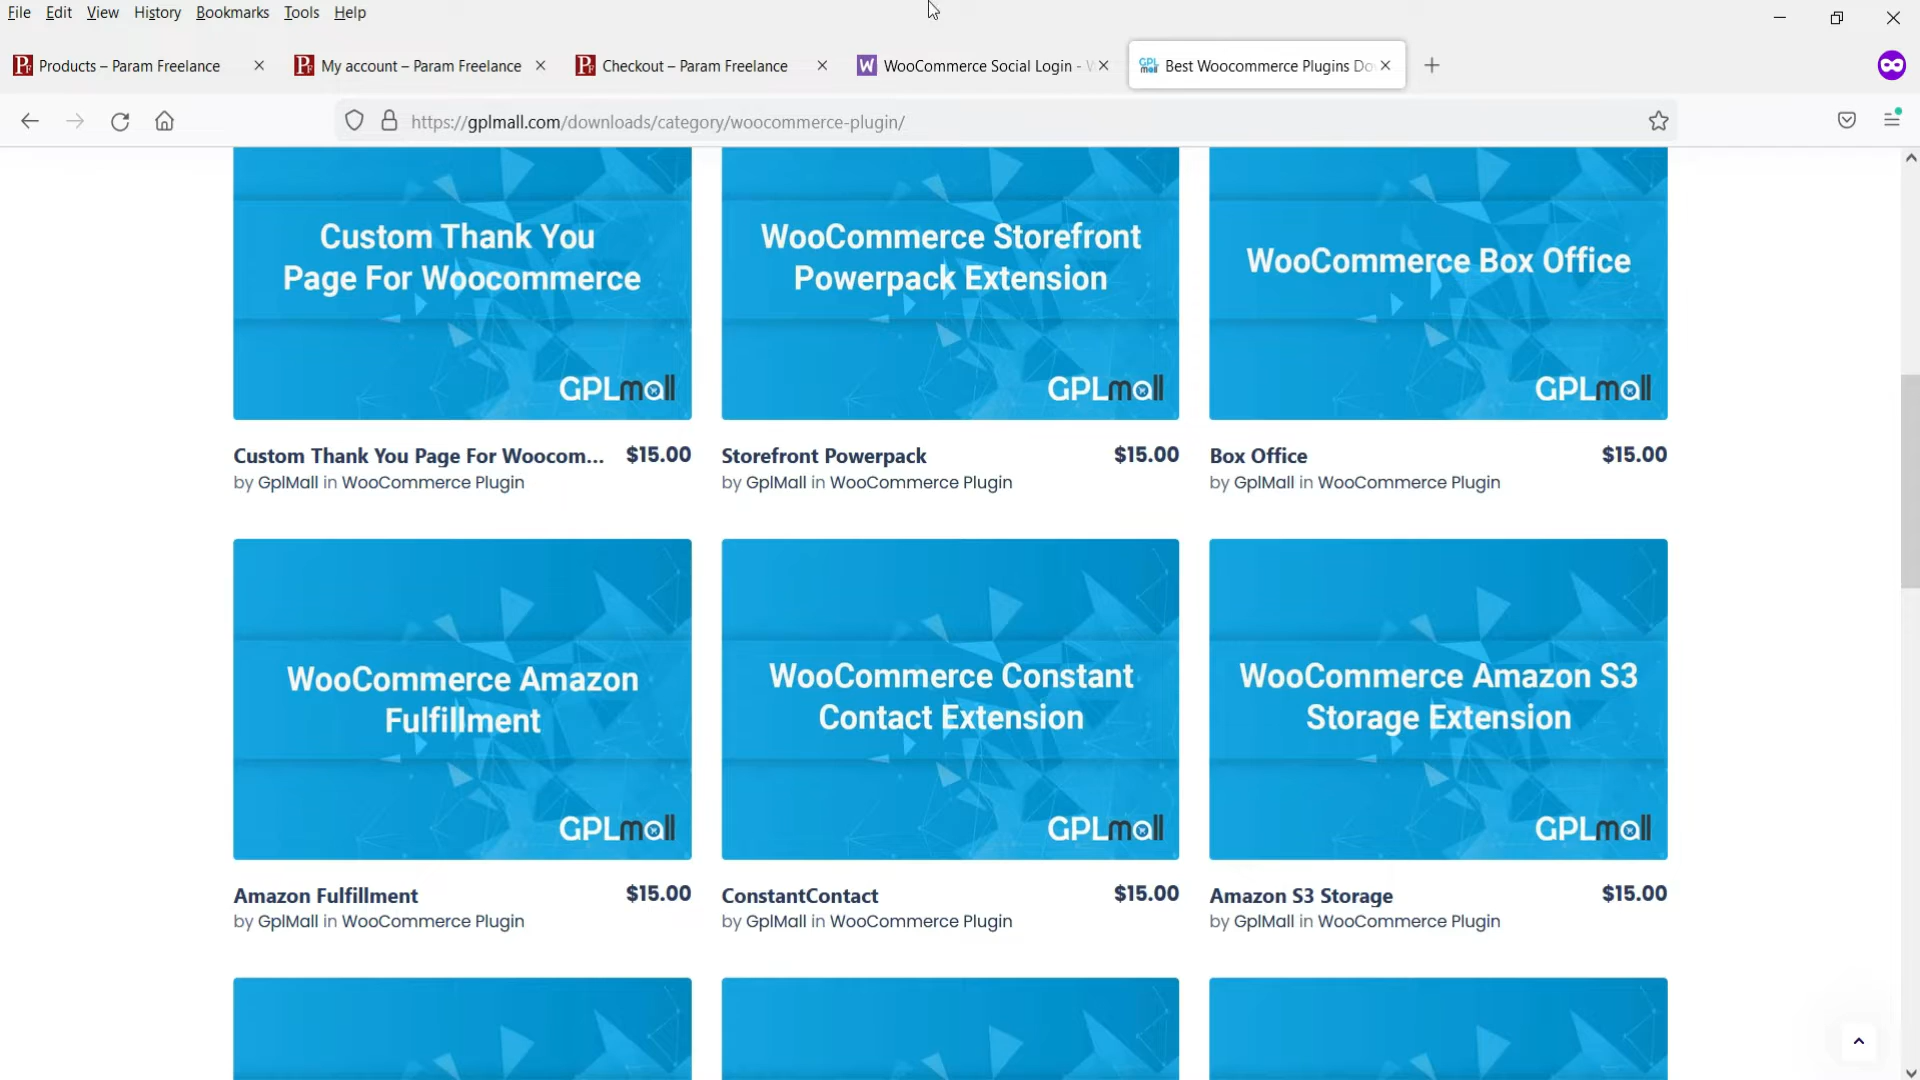 File Edit View History Bookmarks Tools Help
Products – Param Freelance
My account – Param Freelance
Checkout – Param Freelance
WooCommerce Social Login - W
Best Woocommerce Plugins Do
https://gplmall.com/downloads/category/woocommerce-plugin/
Custom Thank You
Page For Woocommerce
GPLmall
WooCommerce Storefront
Powerpack Extension
GPLmall
WooCommerce Box Office
GPLmall
Custom Thank You Page For Woocom... $15.00
by GplMall in WooCommerce Plugin
Storefront Powerpack $15.00
by GplMall in WooCommerce Plugin
Box Office $15.00
by GplMall in WooCommerce Plugin
WooCommerce Amazon
Fulfillment
GPLmall
WooCommerce Constant
Contact Extension
GPLmall
WooCommerce Amazon S3
Storage Extension
GPLmall
Amazon Fulfillment $15.00
by GplMall in WooCommerce Plugin
ConstantContact $15.00
by GplMall in WooCommerce Plugin
Amazon S3 Storage $15.00
by GplMall in WooCommerce Plugin